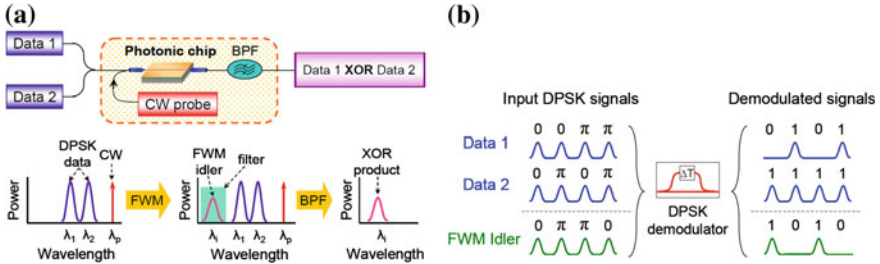 (a)
Data 1
Data 2
Photonic chip
BPF
CW probe
Data 1 XOR Data 2
DPSK
data
CW
Power
λ1 λ2 λp
Wavelength
FWM
FWM
idler
filter
Power
λi λ1 λ2 λp
Wavelength
BPF
XOR
product
Power
λi
Wavelength
(b)
Input DPSK signals
Demodulated signals
Data 1
0 0 π π
0 1 0 1
Data 2
0 π 0 π
1 1 1 1
ΔT
DPSK
demodulator
FWM Idler
0 π π 0
1 0 1 0